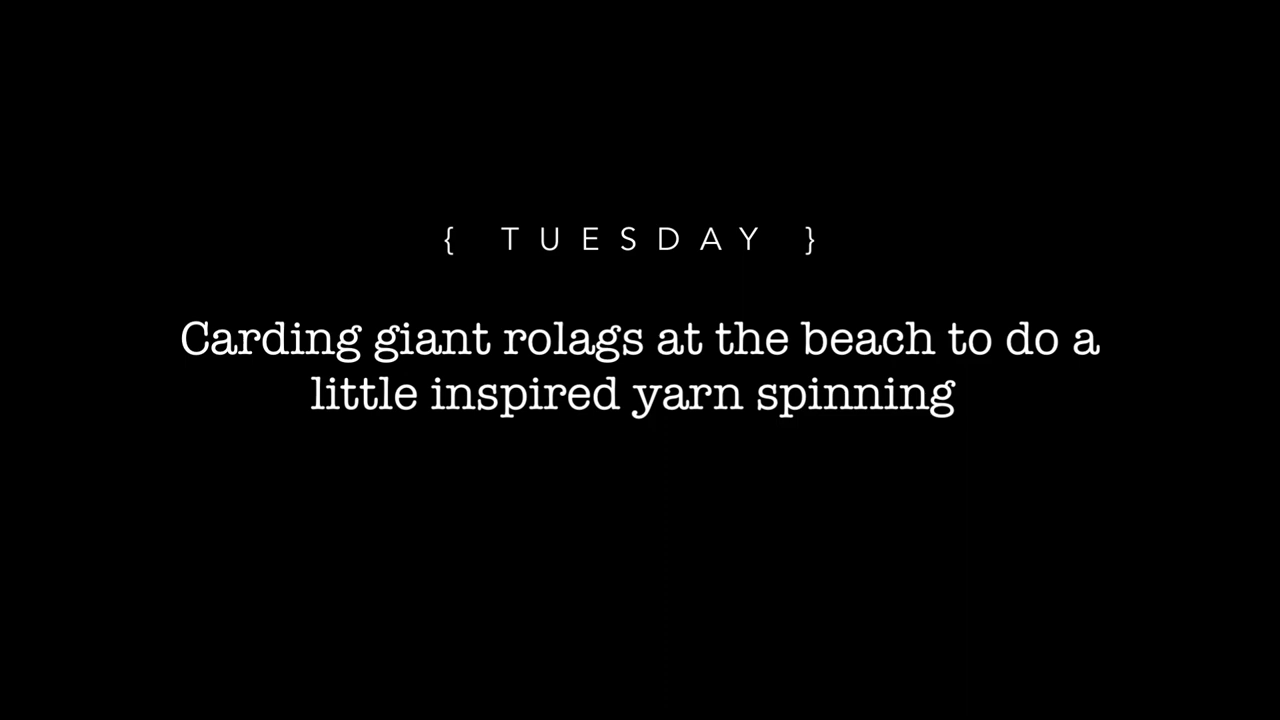 { TUESDAY }
Carding giant rolags at the beach to do a
little inspired yarn spinning